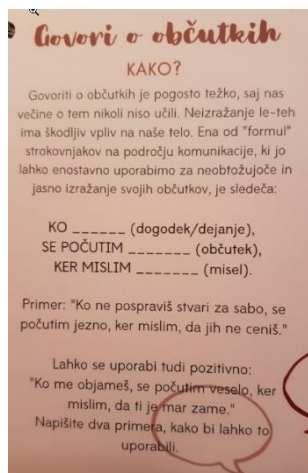 Govori o občutkih
KAKO?
Govoriti o občutkih je pogosto težko, saj nas
večine o tem nikoli niso učili. Neizražanje le-teh
ima škodljiv vpliv na naše telo. Ena od "formul"
strokovnjakov na področju komunikacije, ki jo
lahko enostavno uporabimo za neobtožujoče in
jasno izražanje svojih občutkov, je sledeča:
KO ______ (dogodek/dejanje),
SE POČUTIM _______ (občutek),
KER MISLIM _______ (misel).
Primer: "Ko ne pospraviš stvari za sabo, se
počutim jezno, ker mislim, da jih ne ceniš."
Lahko se uporabi tudi pozitivno:
"Ko me objameš, se počutim veselo, ker
mislim, da ti je mar zame."
Napišite dva primera, kako bi lahko to
uporabili.